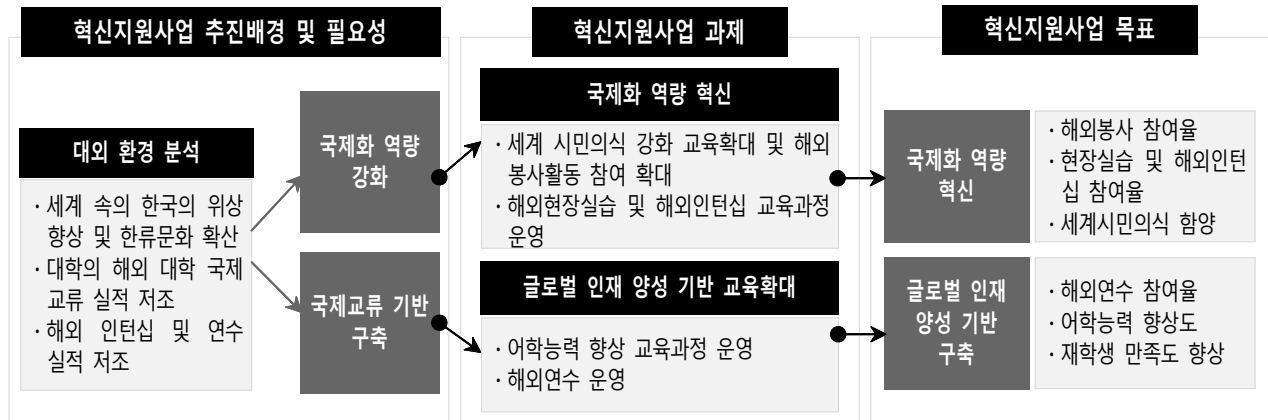 혁신지원사업 추진배경 및 필요성
대외 환경 분석
· 세계 속의 한국의 위상
향상 및 한류문화 확산
· 대학의 해외 대학 국제
교류 실적 저조
· 해외 인턴십 및 연수
실적 저조
국제화 역량
강화
국제교류 기반
구축
혁신지원사업 과제
국제화 역량 혁신
· 세계 시민의식 강화 교육확대 및 해외
봉사활동 참여 확대
· 해외현장실습 및 해외인턴십 교육과정
운영
글로벌 인재 양성 기반 교육확대
· 어학능력 향상 교육과정 운영
· 해외연수 운영
혁신지원사업 목표
국제화 역량
혁신
· 해외봉사 참여율
· 현장실습 및 해외인턴
십 참여율
· 세계시민의식 함양
글로벌 인재
양성 기반
구축
· 해외연수 참여율
· 어학능력 향상도
· 재학생 만족도 향상